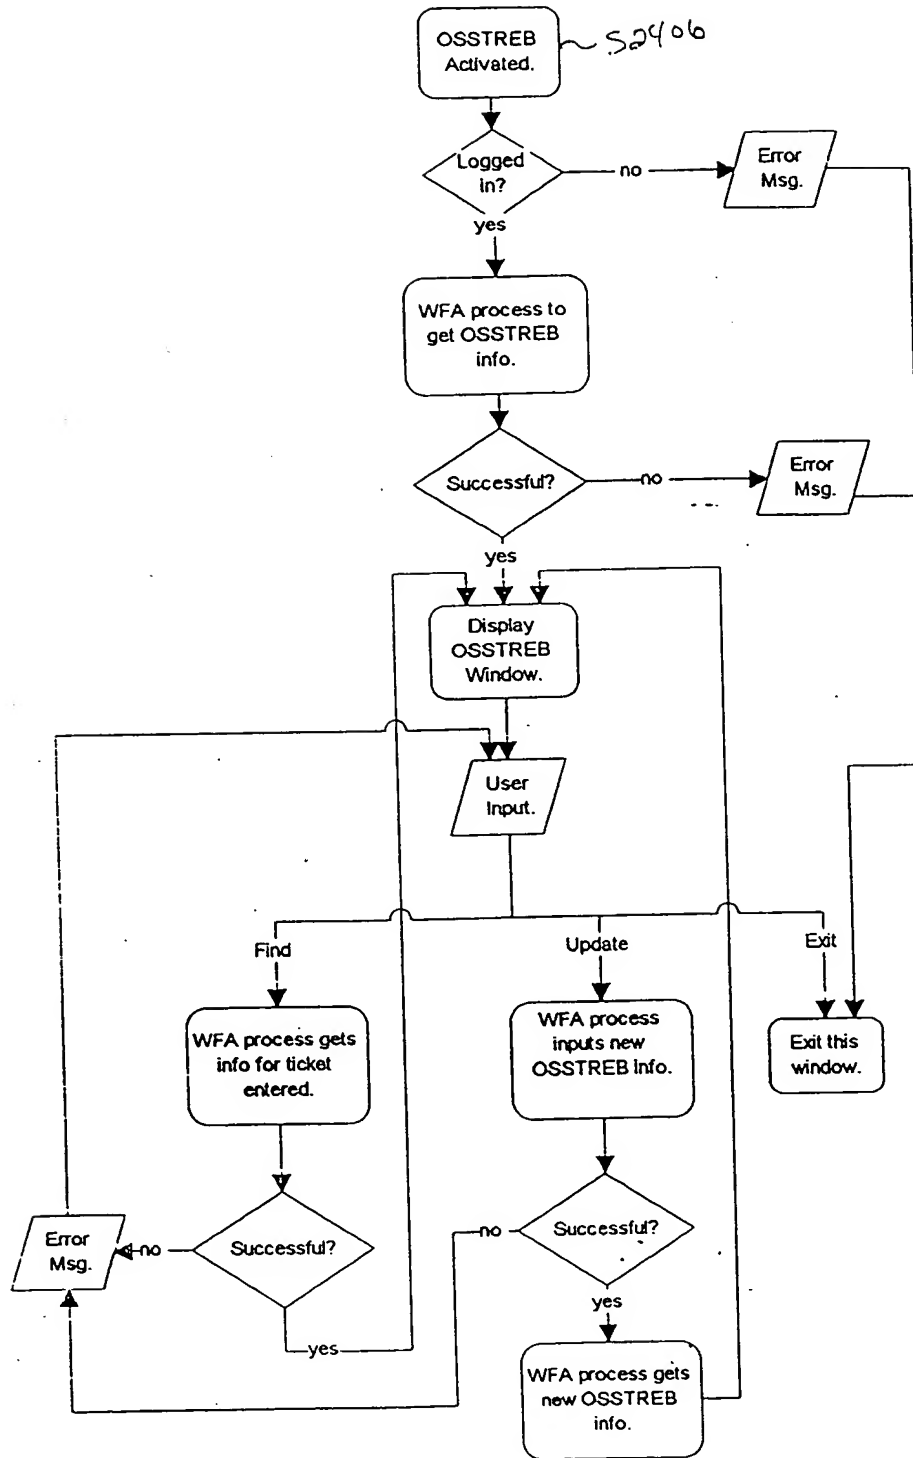 OSSTREB
Activated.
S2406
Logged
In?
no
Error
Msg.
yes
WFA process to
get OSSTREB
info.
Successful?
no
Error
Msg.
yes
Display
OSSTREB
Window.
User
Input.
Find
Update
Exit
WFA process gets
info for ticket
entered.
WFA process
inputs new
OSSTREB Info.
Exit this
window.
Error
Msg.
no
Successful?
no
Successful?
yes
yes
WFA process gets
new OSSTREB
info.